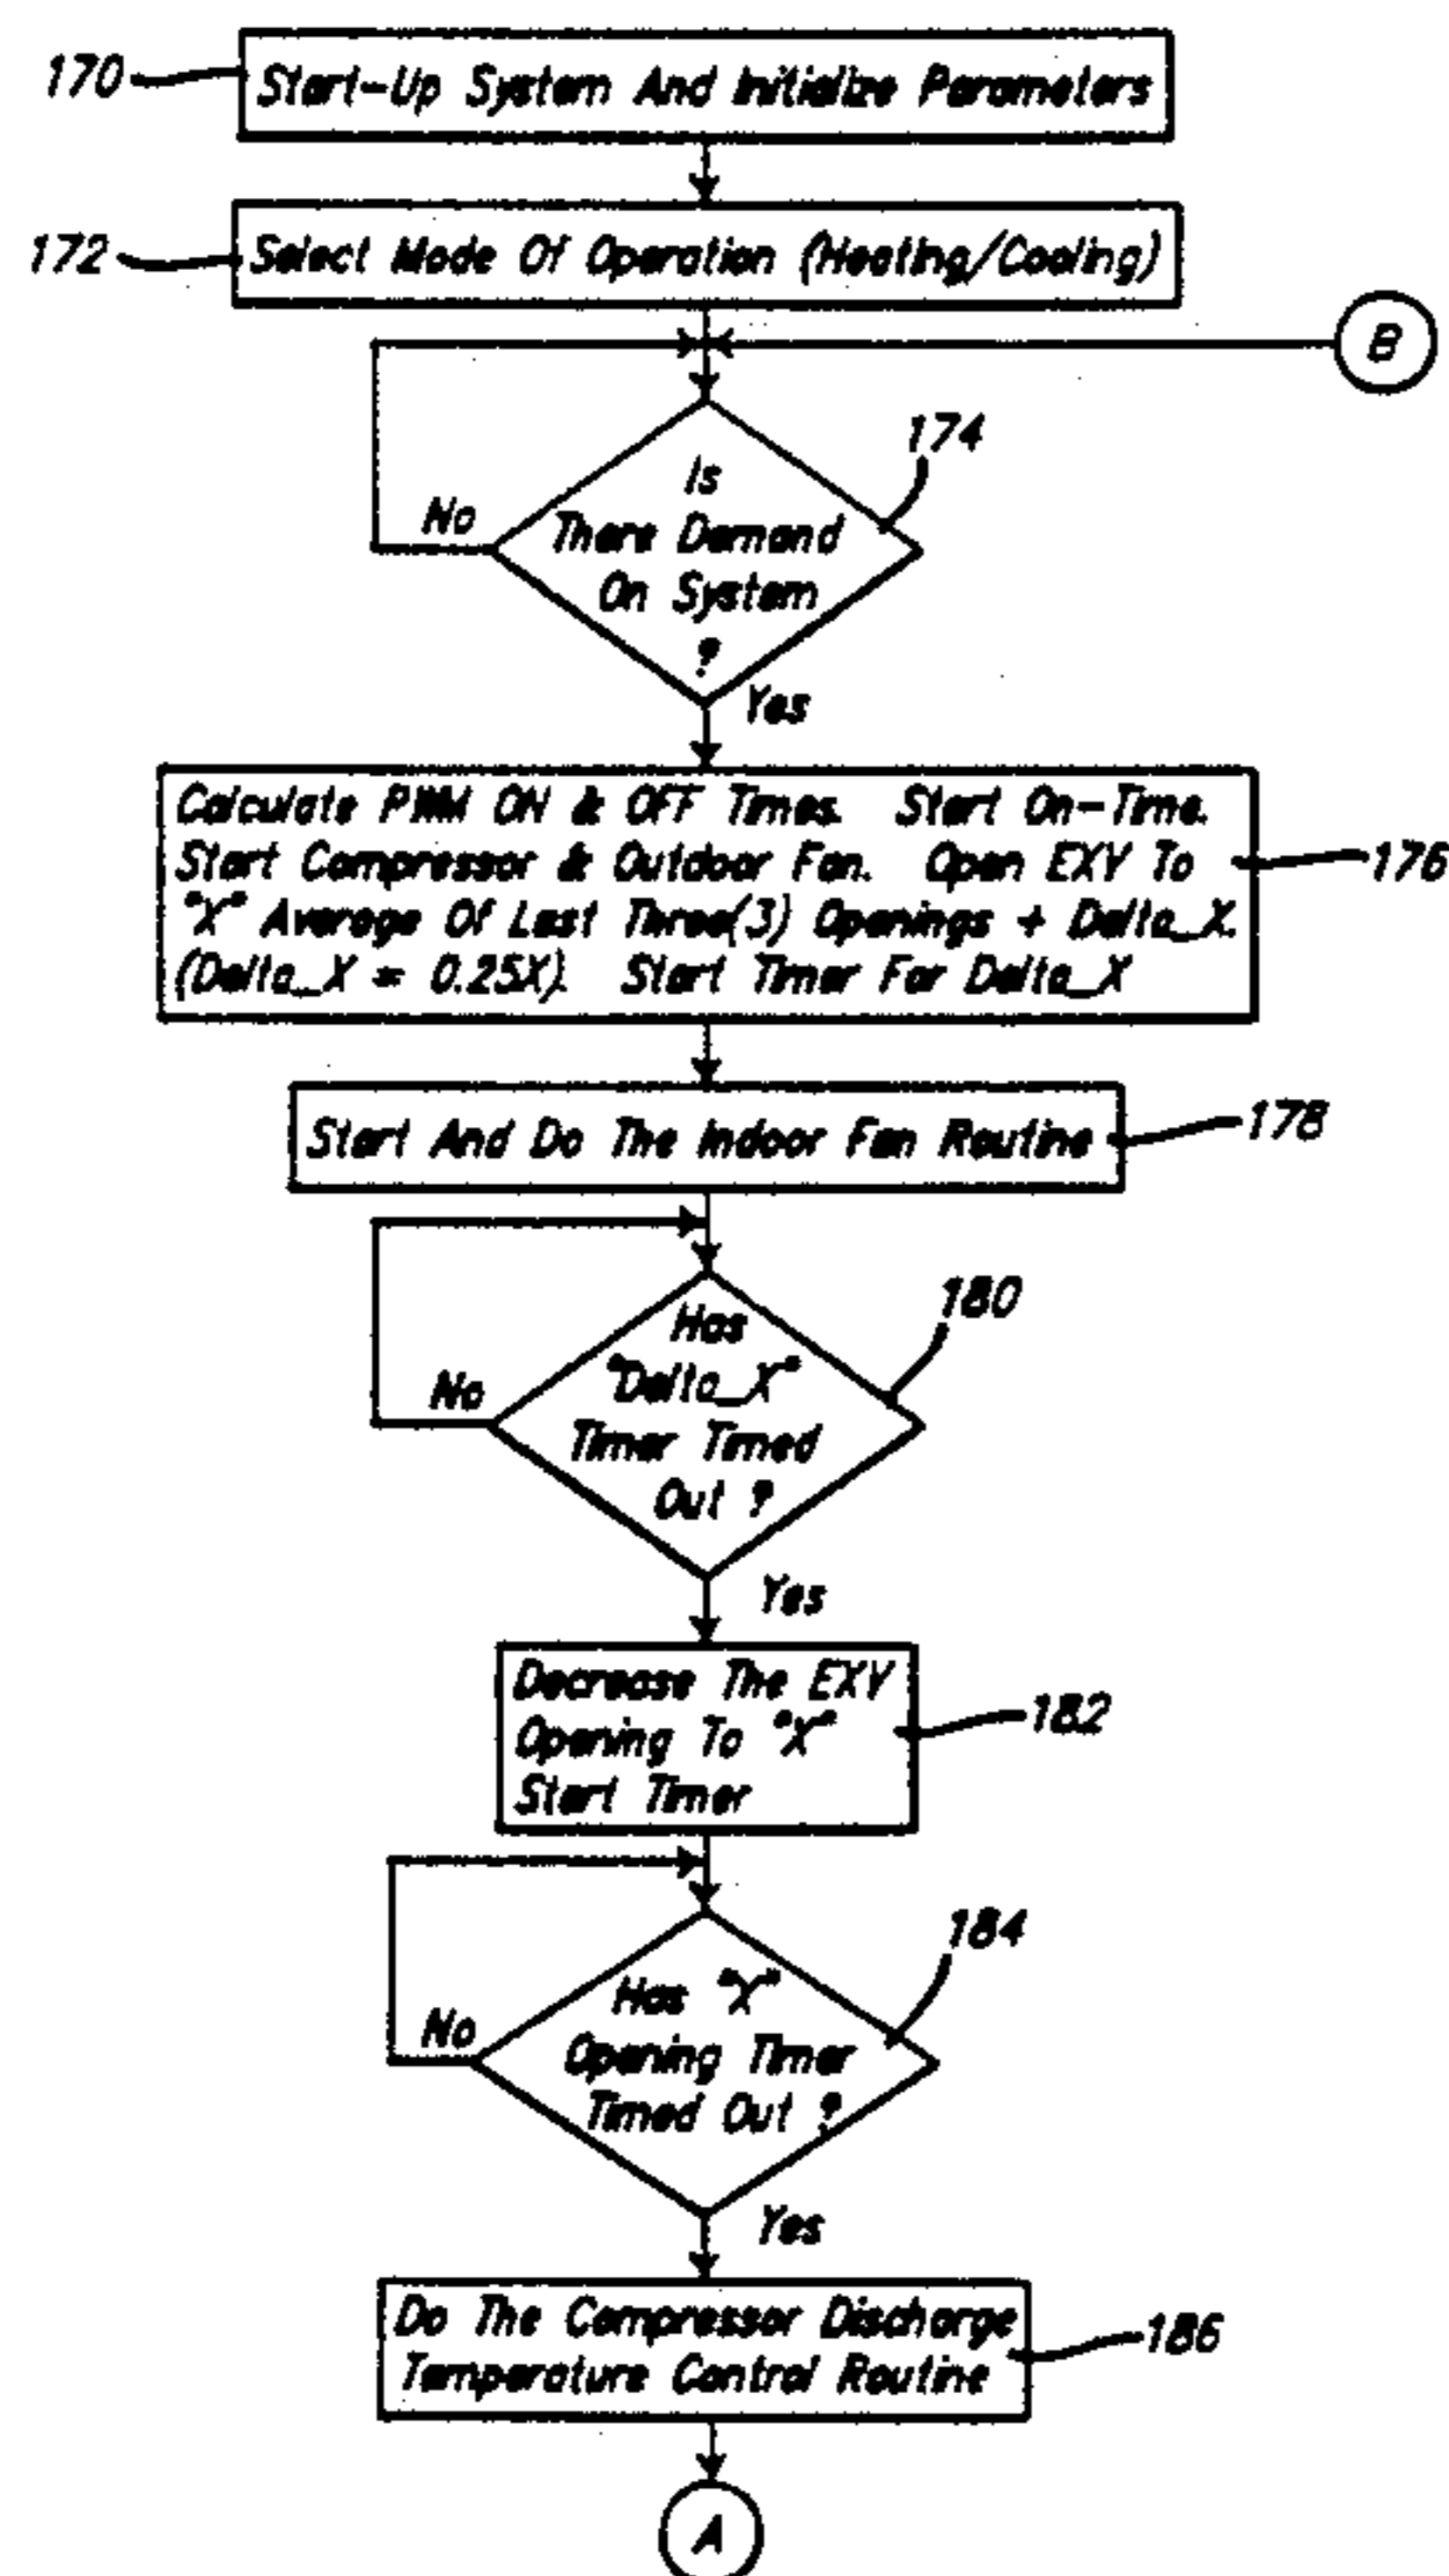 170
Start-Up System And Initialize Parameters
172
Select Mode Of Operation (Heating/Cooling)
B
174
Is
There Demand
On System
?
No
Yes
Calculate PWM ON & OFF Times. Start On-Time.
Start Compressor & Outdoor Fan. Open EXV To
"X" Average Of Last Three(3) Openings + Delta_X.
(Delta_X = 0.25X). Start Timer For Delta_X
176
Start And Do The Indoor Fan Routine
178
180
Has
"Delta_X"
Timer Timed
Out ?
No
Yes
Decrease The EXV
Opening To "X"
Start Timer
182
184
Has "X"
Opening Timer
Timed Out ?
No
Yes
Do The Compressor Discharge
Temperature Control Routine
186
A